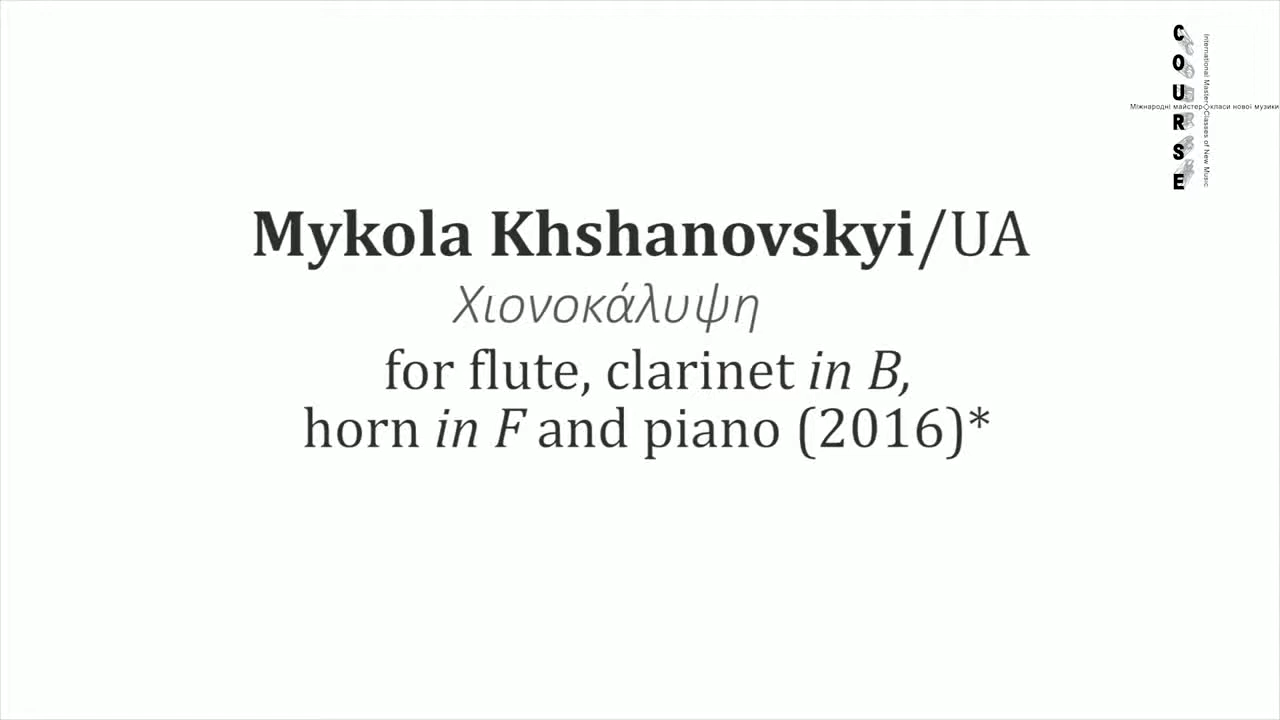 COURSE
International Master-Classes of New Music
Міжнародні майстер-класи нової музики
Mykola Khshanovskyi/UA
Χιονοκάλυψη
for flute, clarinet in B,
horn in F and piano (2016)*